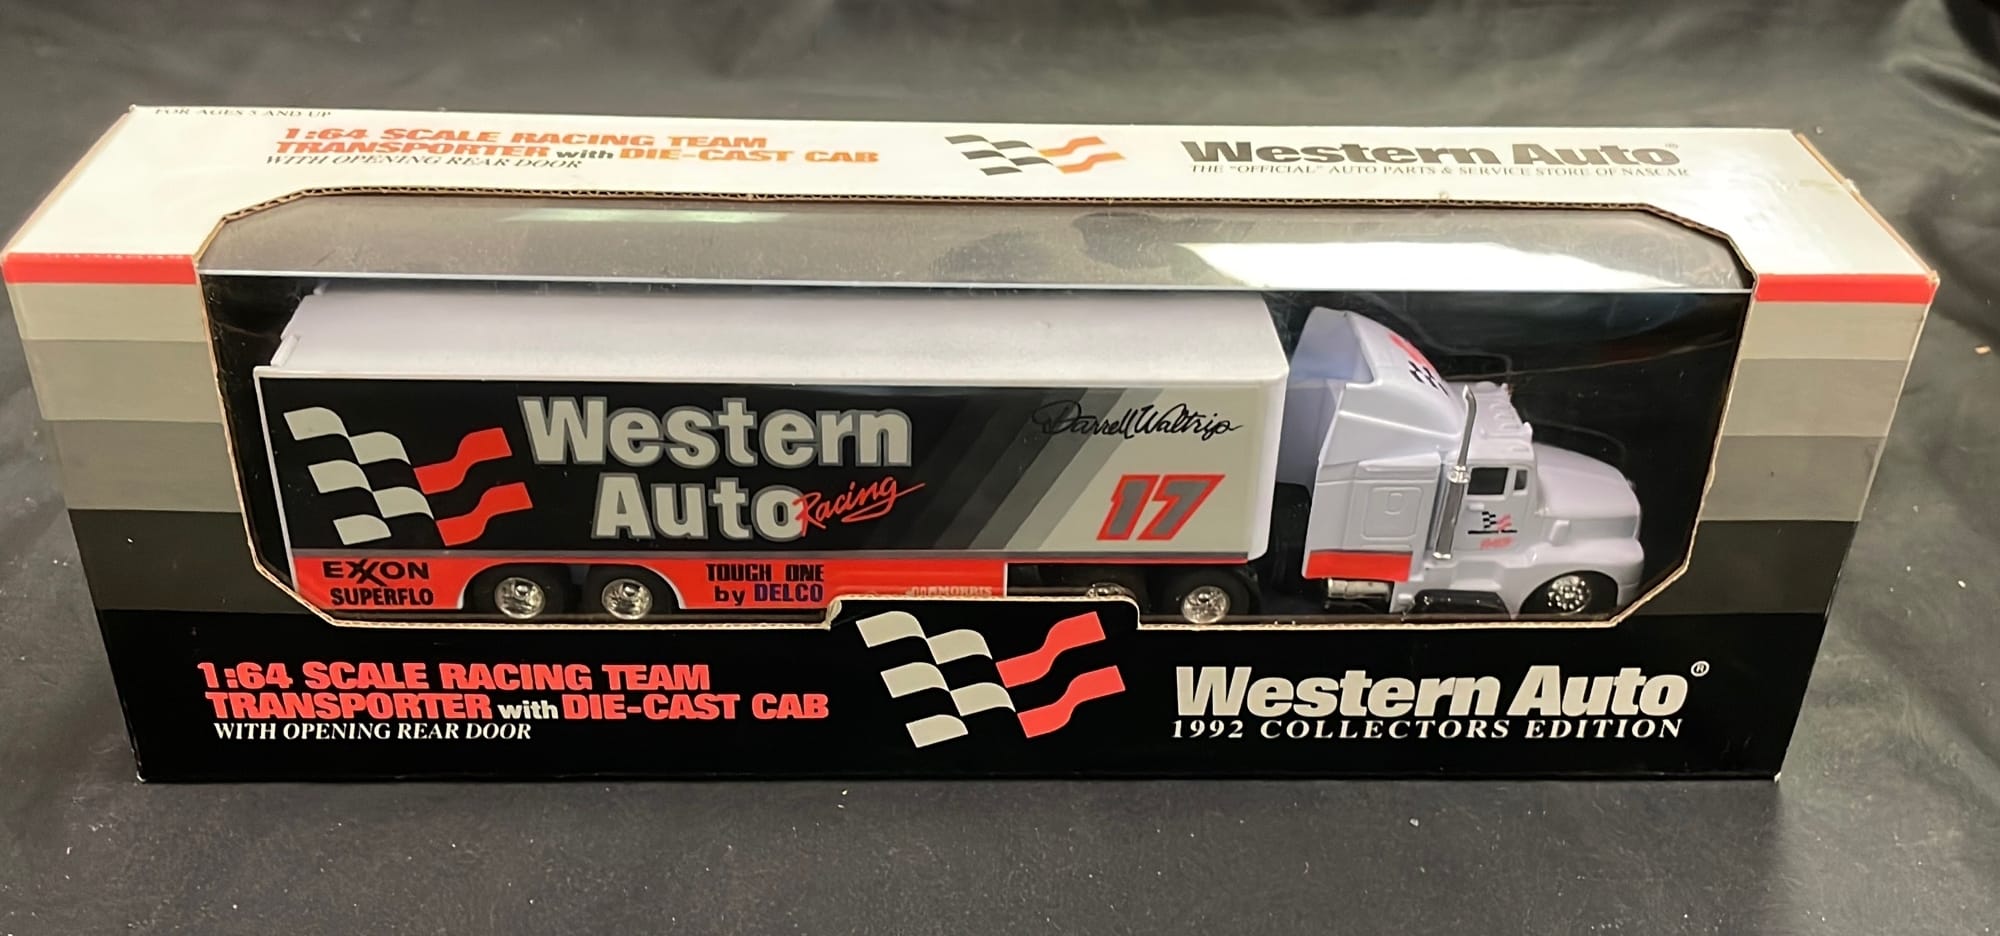 FOR AGES 5 AND UP
1:64 SCALE RACING TEAM
TRANSPORTER with DIE-CAST CAB
WITH OPENING REAR DOOR
Western Auto®
THE "OFFICIAL" AUTO PARTS & SERVICE STORE OF NASCAR
Western
Auto Racing
Darrell Waltrip
17
EXXON
SUPERFLO
TOUGH ONE
by DELCO
1:64 SCALE RACING TEAM
TRANSPORTER with DIE-CAST CAB
WITH OPENING REAR DOOR
Western Auto®
1992 COLLECTORS EDITION